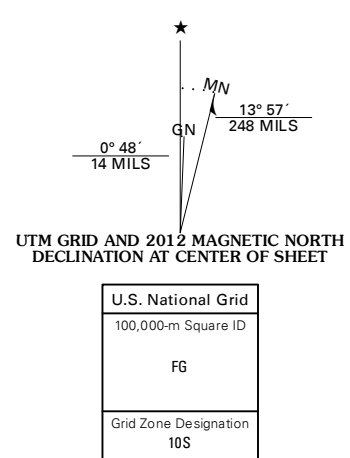 ★
MN
13° 57´
248 MILS
GN
0° 48´
14 MILS
UTM GRID AND 2012 MAGNETIC NORTH
DECLINATION AT CENTER OF SHEET
U.S. National Grid
100,000-m Square ID
FG
Grid Zone Designation
10S